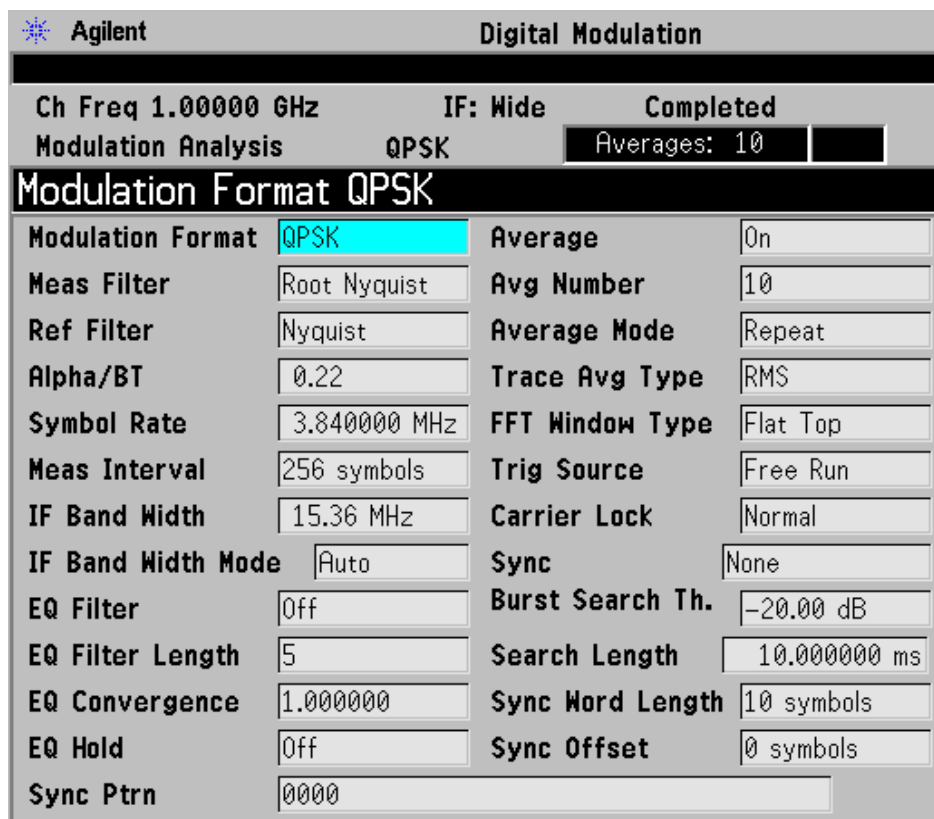 Agilent Digital Modulation
Ch Freq 1.00000 GHz IF: Wide Completed
Modulation Analysis QPSK Averages: 10
Modulation Format QPSK
Modulation Format QPSK Average On
Meas Filter Root Nyquist Avg Number 10
Ref Filter Nyquist Average Mode Repeat
Alpha/BT 0.22 Trace Avg Type RMS
Symbol Rate 3.840000 MHz FFT Window Type Flat Top
Meas Interval 256 symbols Trig Source Free Run
IF Band Width 15.36 MHz Carrier Lock Normal
IF Band Width Mode Auto Sync None
EQ Filter Off Burst Search Th. -20.00 dB
EQ Filter Length 5 Search Length 10.000000 ms
EQ Convergence 1.000000 Sync Word Length 10 symbols
EQ Hold Off Sync Offset 0 symbols
Sync Ptrn 0000